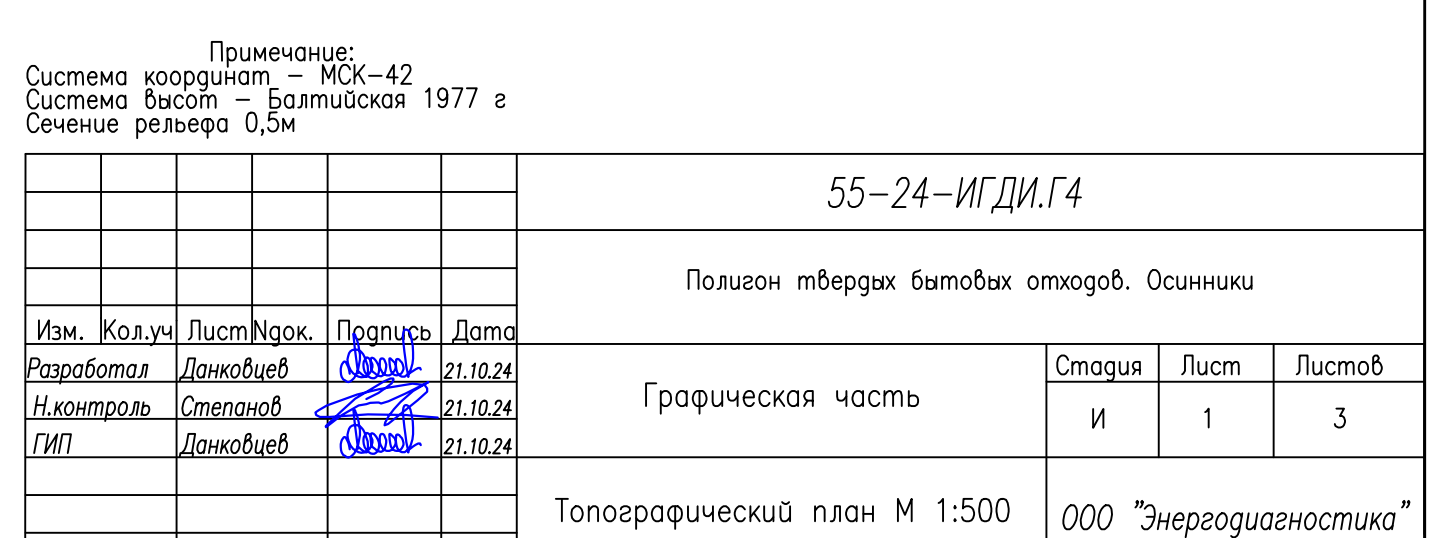 Примечание:
Система координат – МСК–42
Система высот – Балтийская 1977 г
Сечение рельефа 0,5м
55–24–ИГДИ.Г4
Полигон твердых бытовых отходов. Осинники
Изм. Кол.уч Лист Nдок. Подпись Дата
Разработал Данковцев 21.10.24
Н.контроль Степанов 21.10.24
ГИП Данковцев 21.10.24
Графическая часть
Стадия Лист Листов
И 1 3
Топографический план М 1:500
ООО "Энергодиагностика"